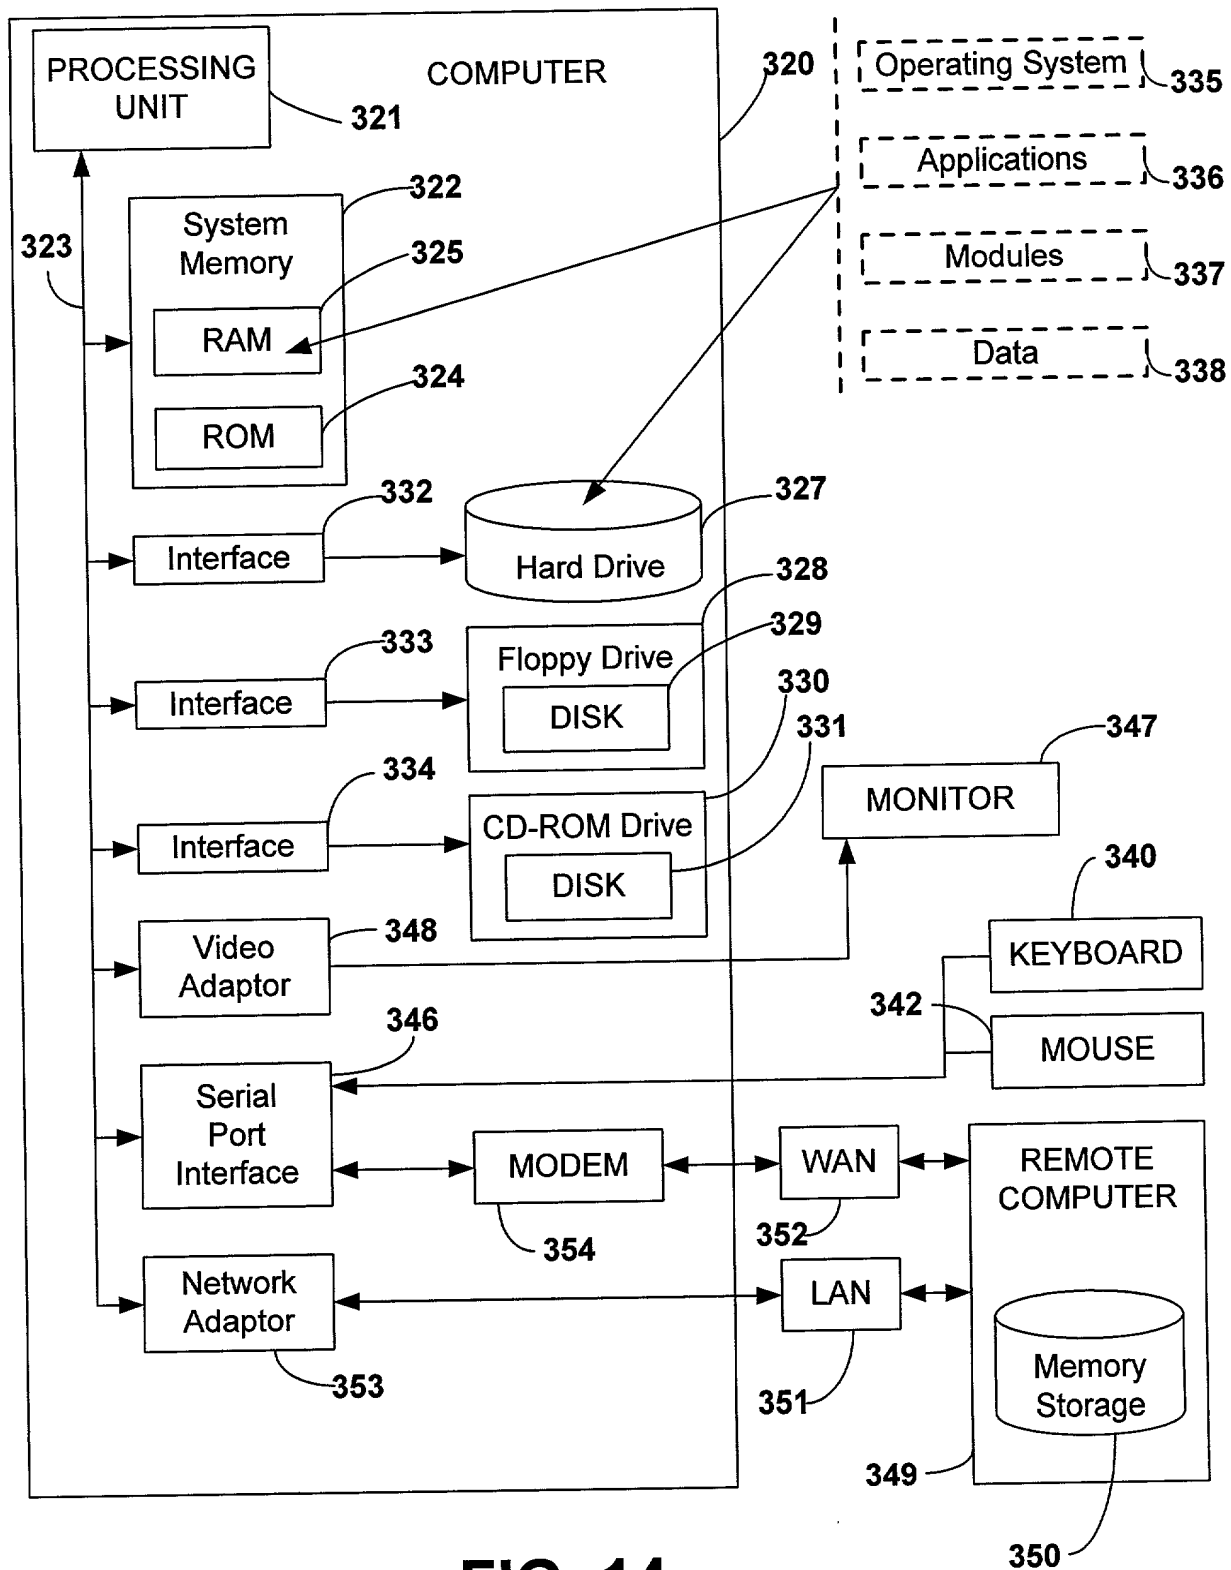 PROCESSING
UNIT
321
COMPUTER
320
Operating System
335
Applications
336
Modules
337
Data
338
323
322
System
Memory
325
RAM
324
ROM
332
Interface
327
Hard Drive
328
333
Interface
329
Floppy Drive
DISK
330
331
334
Interface
CD-ROM Drive
DISK
347
MONITOR
348
Video
Adaptor
340
KEYBOARD
342
MOUSE
346
Serial
Port
Interface
MODEM
354
WAN
352
REMOTE
COMPUTER
Network
Adaptor
353
LAN
351
Memory
Storage
349
350
FIG. 14